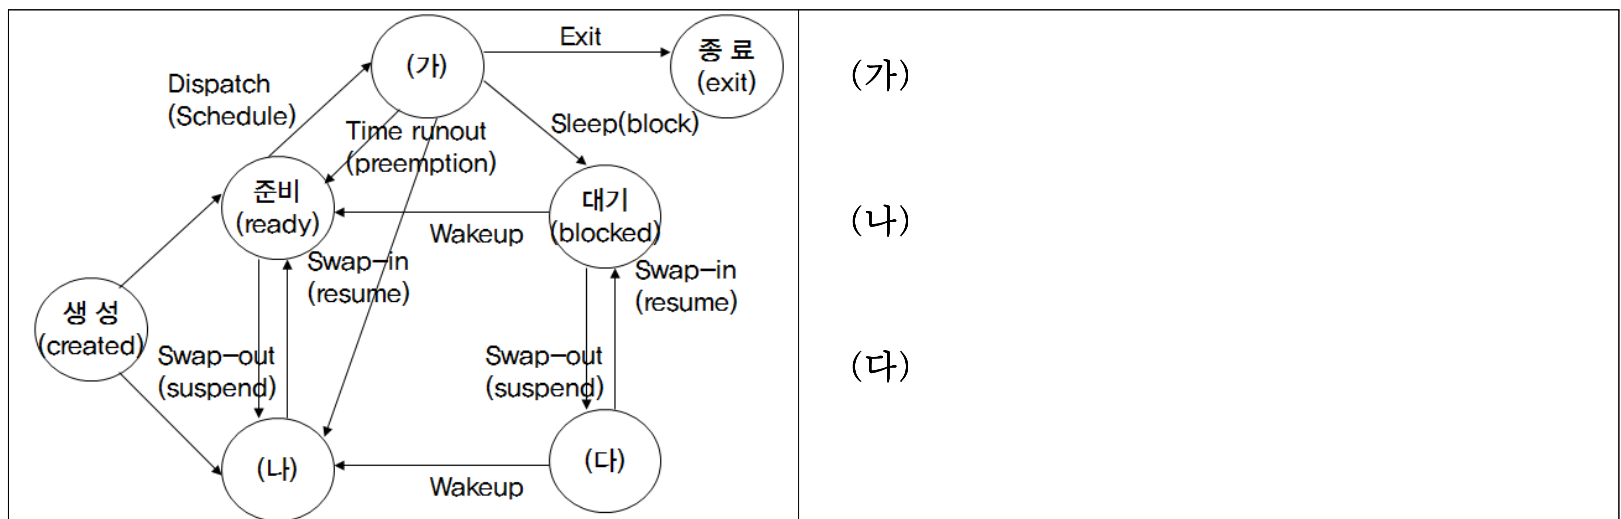 (가)
Exit
종 료
(exit)
Dispatch
(Schedule)
Time runout
(preemption)
Sleep(block)
준비
(ready)
대기
(blocked)
Wakeup
Swap-in
(resume)
Swap-in
(resume)
생 성
(created)
Swap-out
(suspend)
Swap-out
(suspend)
(나)
(다)
Wakeup
(가)
(나)
(다)